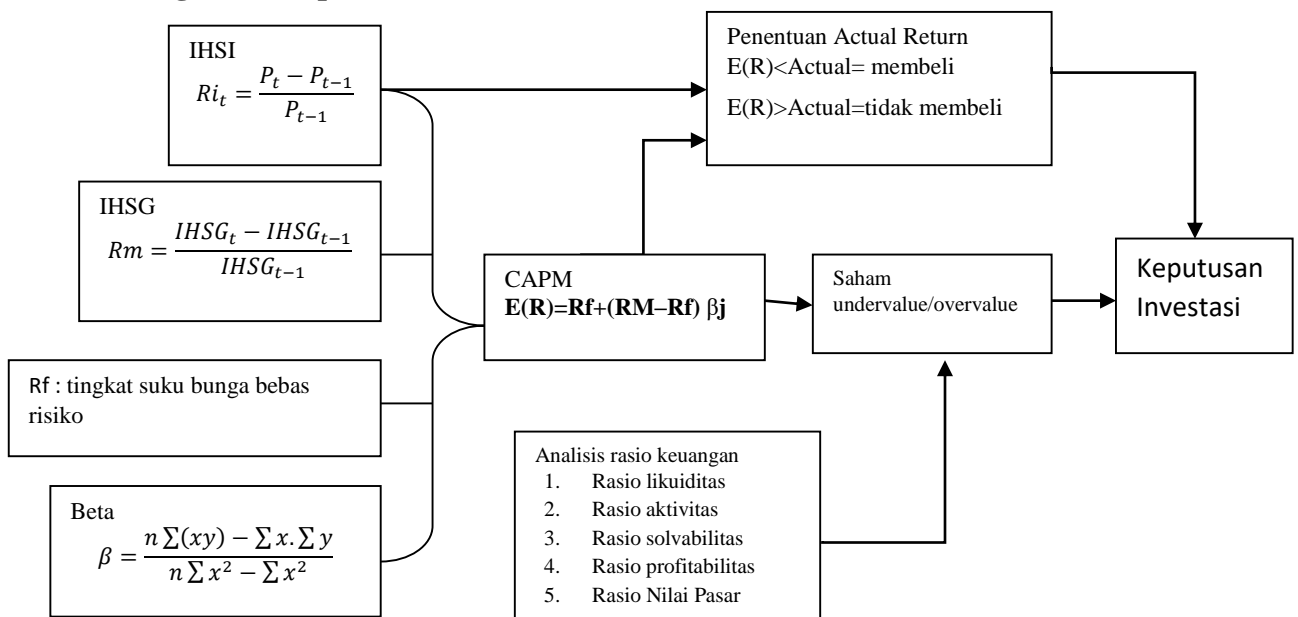 IHSI
Ri_t = (P_t − P_{t−1}) / P_{t−1}
Penentuan Actual Return
E(R)<Actual= membeli
E(R)>Actual=tidak membeli
IHSG
Rm = (IHSG_t − IHSG_{t−1}) / IHSG_{t−1}
CAPM
E(R)=Rf+(RM–Rf) βj
Saham
undervalue/overvalue
Keputusan
Investasi
Rf : tingkat suku bunga bebas
risiko
Beta
β = (n ∑(xy) − ∑ x. ∑ y) / (n ∑ x² − ∑ x²)
Analisis rasio keuangan
1. Rasio likuiditas
2. Rasio aktivitas
3. Rasio solvabilitas
4. Rasio profitabilitas
5. Rasio Nilai Pasar